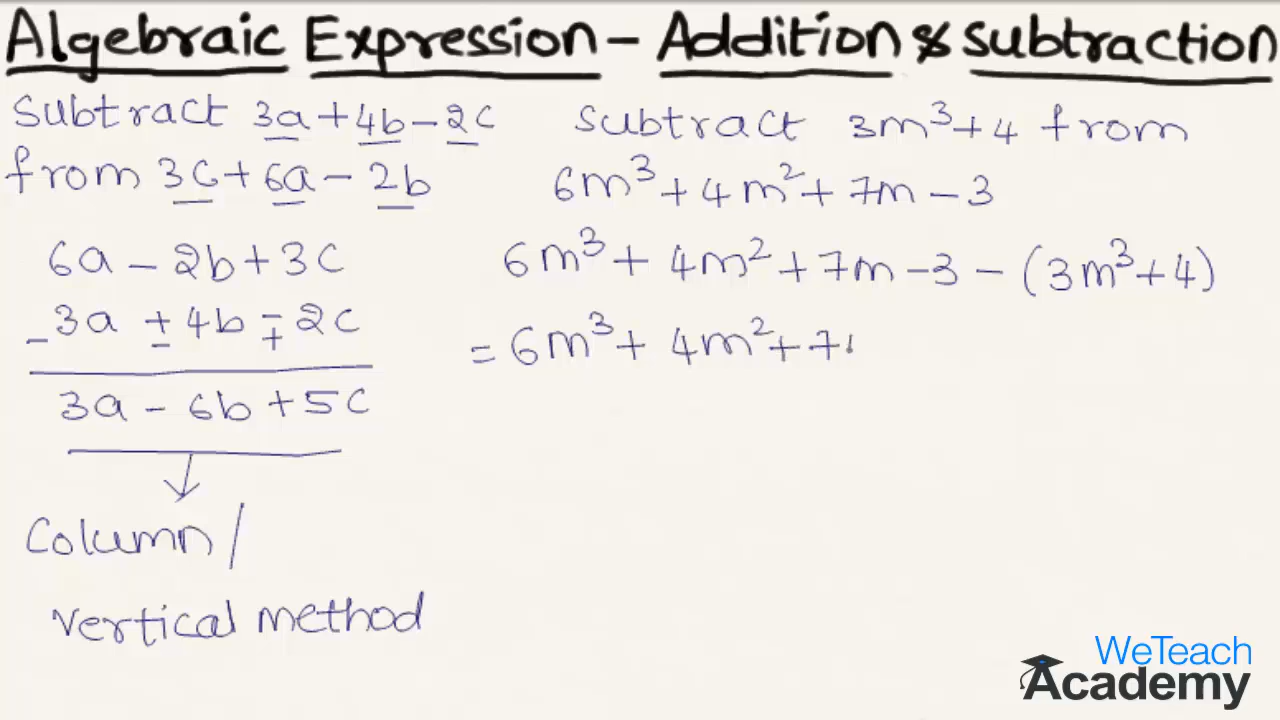 Algebraic Expression - Addition & subtraction
Subtract 3a + 4b - 2c
from 3c + 6a - 2b
6a - 2b + 3c
3a + 4b - 2c
- - +
3a - 6b + 5c
Column /
vertical method
subtract 3m³ + 4 from
6m³ + 4m² + 7m - 3
6m³ + 4m² + 7m - 3 - (3m³ + 4)
= 6m³ + 4m² + 7
WeTeach
Academy